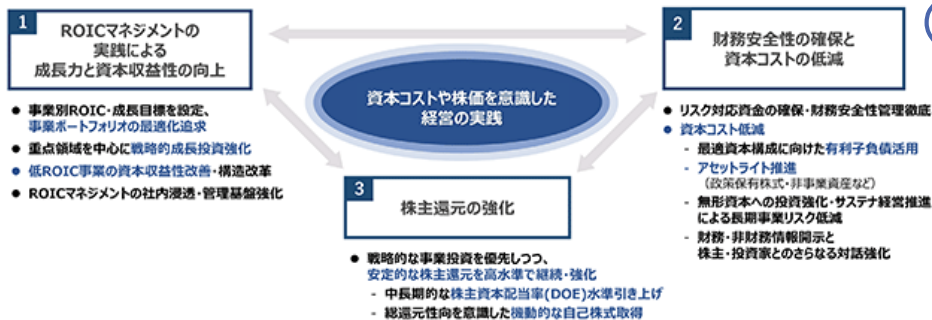 1
ROICマネジメントの
実践による
成長力と資本収益性の向上
● 事業別ROIC・成長目標を設定、
事業ポートフォリオの最適化追求
● 重点領域を中心に戦略的成長投資強化
● 低ROIC事業の資本収益性改善・構造改革
● ROICマネジメントの社内浸透・管理基盤強化
資本コストや株価を意識した
経営の実践
2
財務安全性の確保と
資本コストの低減
● リスク対応資金の確保・財務安全性管理徹底
● 資本コスト低減
- 最適資本構成に向けた有利子負債活用
- アセットライト推進
（政策保有株式・非事業資産など）
- 無形資本への投資強化・サステナ経営推進
による長期事業リスク低減
- 財務・非財務情報開示と
株主・投資家とのさらなる対話強化
3
株主還元の強化
● 戦略的な事業投資を優先しつつ、
安定的な株主還元を高水準で継続・強化
- 中長期的な株主資本配当率(DOE)水準引き上げ
- 総還元性向を意識した機動的な自己株式取得